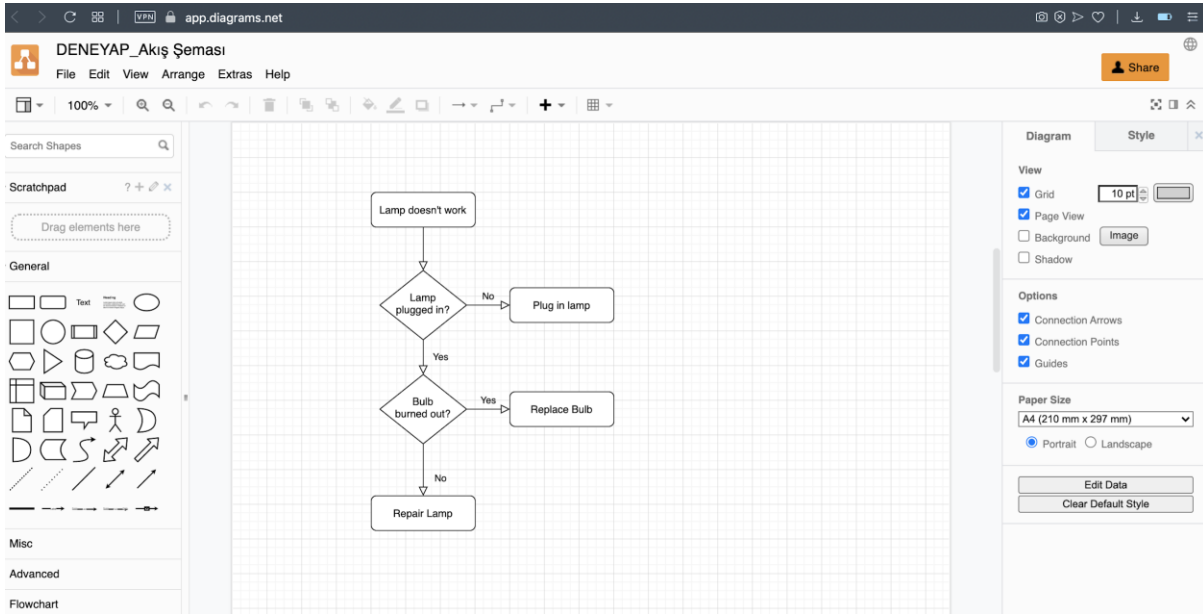 VPN app.diagrams.net
DENEYAP_Akış Şeması
File Edit View Arrange Extras Help
Share
100%
Search Shapes
Scratchpad
?
Drag elements here
General
Text
Heading
Misc
Advanced
Flowchart
Lamp doesn't work
Lamp
plugged in?
No
Plug in lamp
Yes
Bulb
burned out?
Yes
Replace Bulb
No
Repair Lamp
Diagram Style
View
Grid 10 pt
Page View
Background Image
Shadow
Options
Connection Arrows
Connection Points
Guides
Paper Size
A4 (210 mm x 297 mm)
Portrait Landscape
Edit Data
Clear Default Style